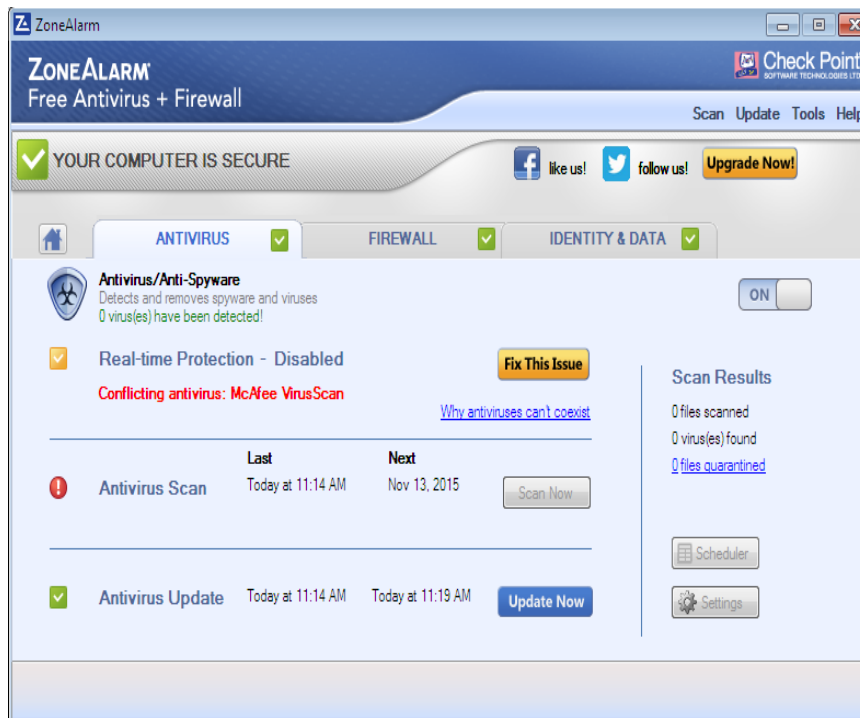 ZoneAlarm
ZONEALARM
Free Antivirus + Firewall
Check Point
SOFTWARE TECHNOLOGIES LTD
Scan Update Tools Help
YOUR COMPUTER IS SECURE
like us!
follow us!
Upgrade Now!
ANTIVIRUS
FIREWALL
IDENTITY & DATA
Antivirus/Anti-Spyware
Detects and removes spyware and viruses
0 virus(es) have been detected!
ON
Real-time Protection - Disabled
Fix This Issue
Conflicting antivirus: McAfee VirusScan
Why antiviruses can't coexist
Last Next
Antivirus Scan Today at 11:14 AM Nov 13, 2015 Scan Now
Antivirus Update Today at 11:14 AM Today at 11:19 AM Update Now
Scan Results
0 files scanned
0 virus(es) found
0 files quarantined
Scheduler
Settings